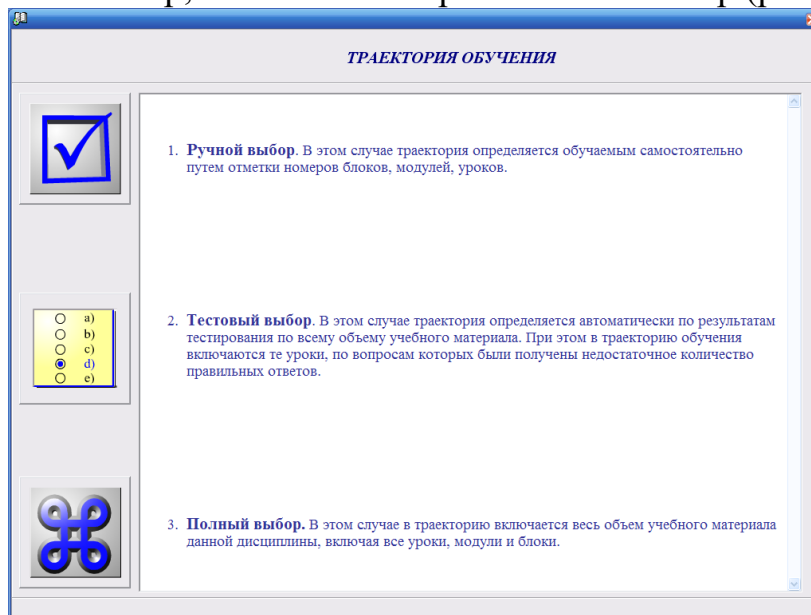 ТРАЕКТОРИЯ ОБУЧЕНИЯ
1. Ручной выбор. В этом случае траектория определяется обучаемым самостоятельно
путем отметки номеров блоков, модулей, уроков.
a)
b)
c)
d)
e)
2. Тестовый выбор. В этом случае траектория определяется автоматически по результатам
тестирования по всему объему учебного материала. При этом в траекторию обучения
включаются те уроки, по вопросам которых были получены недостаточное количество
правильных ответов.
3. Полный выбор. В этом случае в траекторию включается весь объем учебного материала
данной дисциплины, включая все уроки, модули и блоки.